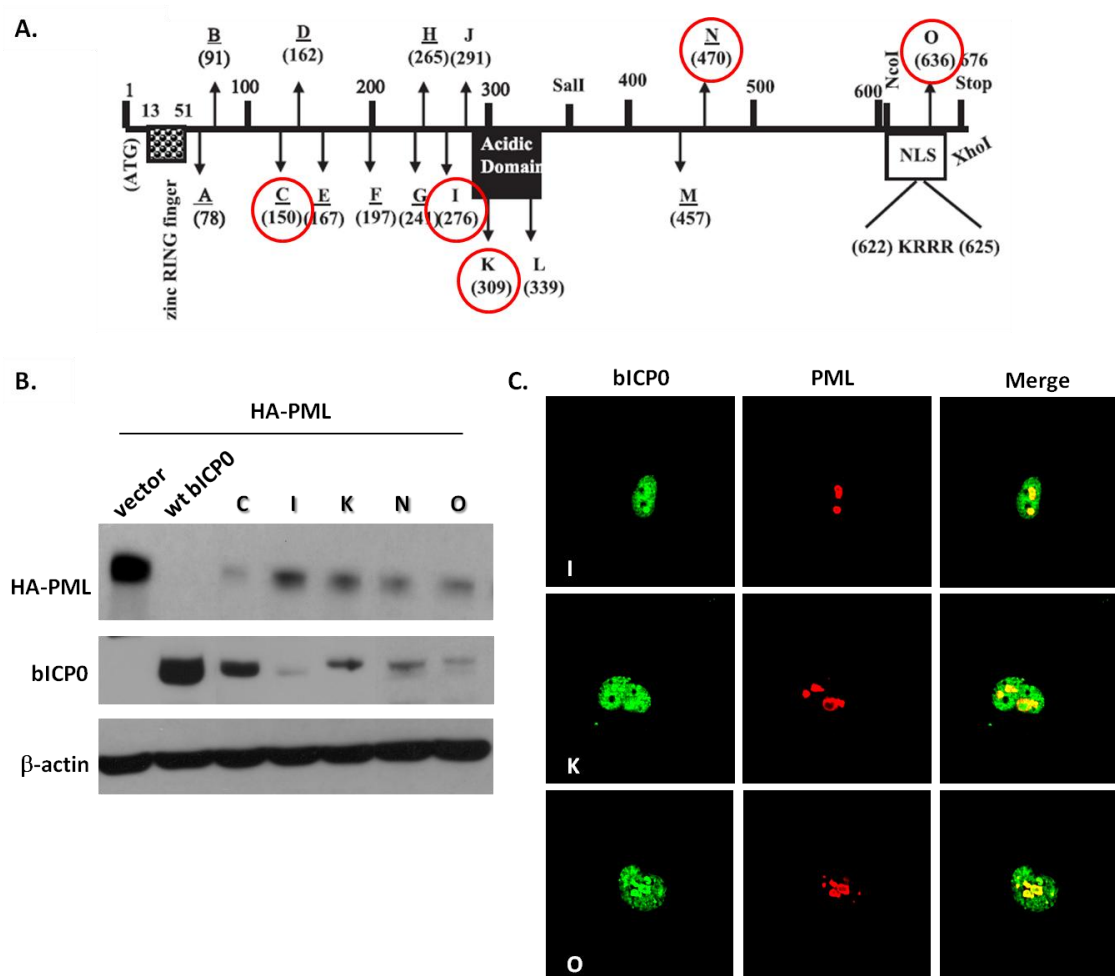 A.
B D H J N O
(91) (162) (265) (291) (470) (636) 676
1 13 51 100 200 300 SalI 400 500 600 NcoI Stop
(ATG) zinc RING finger Acidic Domain NLS XhoI
A C E F G I M
(78) (150) (167) (197) (241) (276) (457)
K L
(309) (339)
(622) KRRR (625)
B.
HA-PML
vector wt bICP0 C I K N O
HA-PML
bICP0
β-actin
C.
bICP0 PML Merge
I
K
O